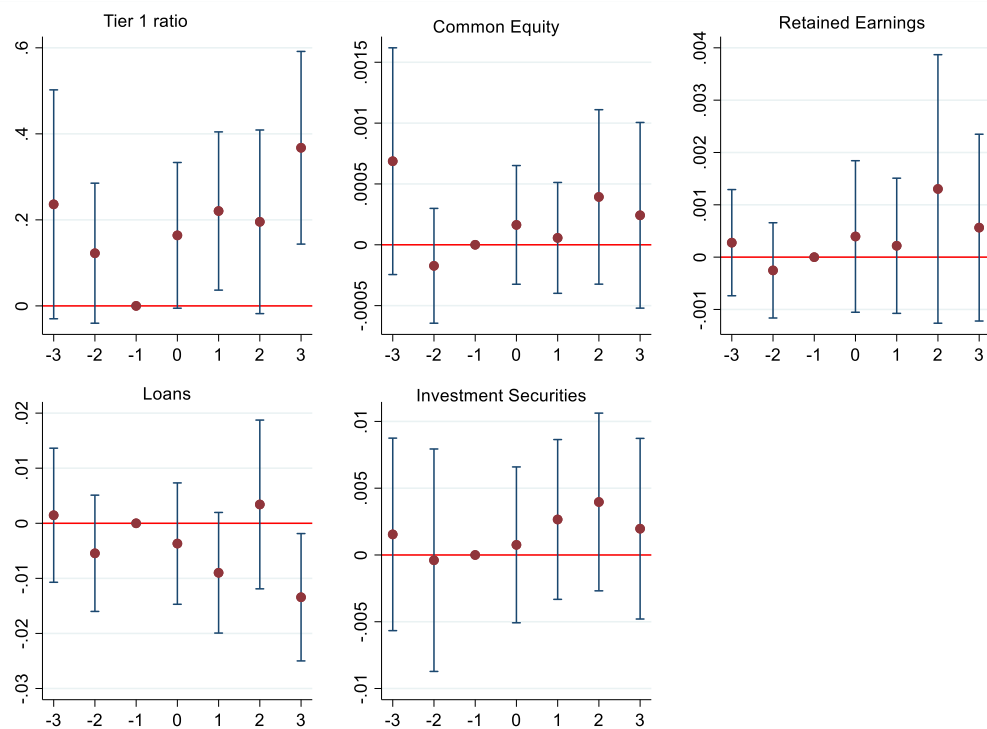 Tier 1 ratio
.6
.4
.2
0
-3 -2 -1 0 1 2 3
Common Equity
.0015
.001
.0005
0
-.0005
-3 -2 -1 0 1 2 3
Retained Earnings
.004
.003
.002
.001
0
-.001
-3 -2 -1 0 1 2 3
Loans
.02
.01
0
-.01
-.02
-.03
-3 -2 -1 0 1 2 3
Investment Securities
.01
.005
0
-.005
-.01
-3 -2 -1 0 1 2 3